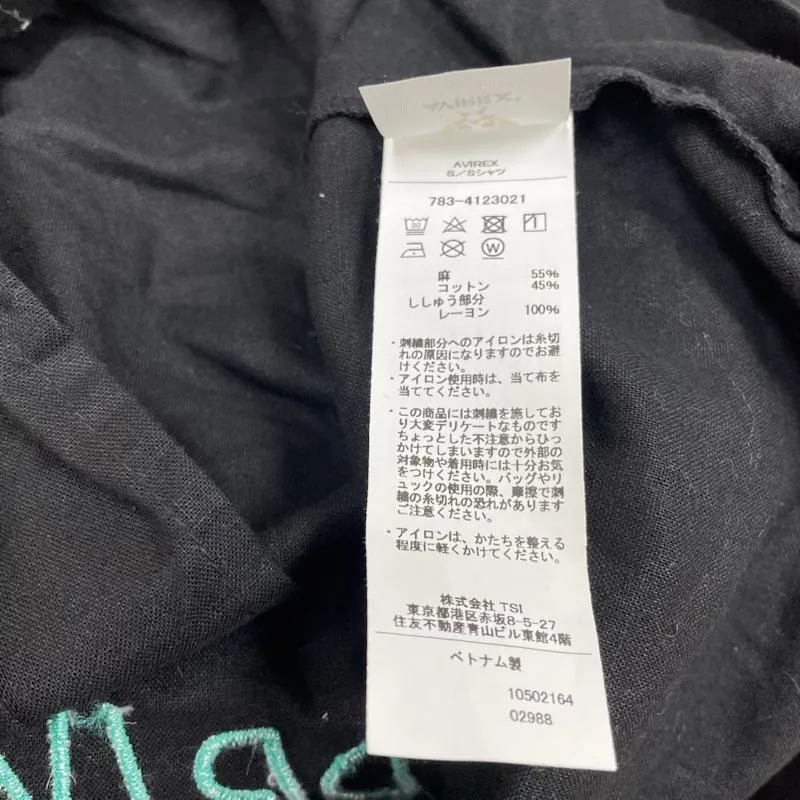 AVIREX
AVIREX
S/Sシャツ
783-4123021
30
W
麻 55%
コットン 45%
ししゅう部分
レーヨン 100%
・刺繍部分へのアイロンは糸切
れの原因になりますのでお避
けください。
・アイロン使用時は、当て布を
当ててください。
・この商品には刺繍を施してお
り大変デリケートなものです
ちょっとした不注意からひっ
かけてしまいますので外部の
対象物や着用時には十分お気
をつけください。バッグやリ
ュックの使用の際、摩擦で刺
繍の糸切れの恐れがあります
ご注意ください。
・アイロンは、かたちを整える
程度に軽くかけてください。
株式会社TSI
東京都港区赤坂8-5-27
住友不動産青山ビル東館4階
ベトナム製
10502164
02988